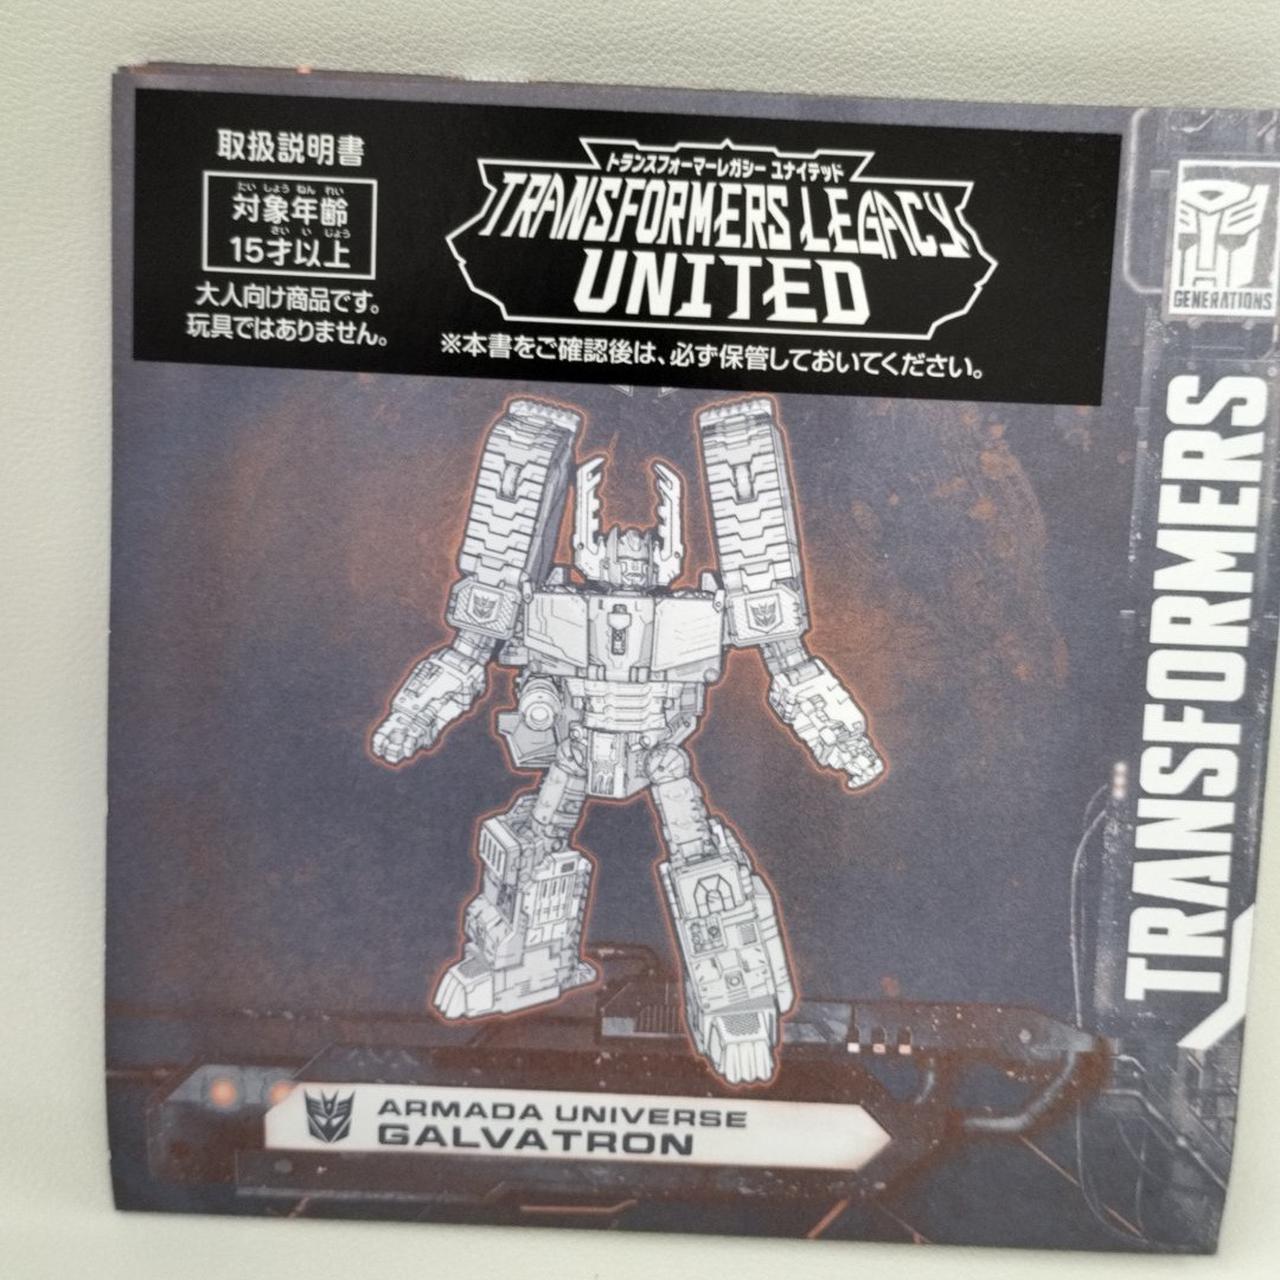 取扱説明書
たいしょうねんれい
対象年齢
さいいじょう
15才以上
大人向け商品です。
玩具ではありません。
トランスフォーマーレガシー ユナイテッド
TRANSFORMERS LEGACY
UNITED
※本書をご確認後は、必ず保管しておいてください。
GENERATIONS
TRANSFORMERS
ARMADA UNIVERSE
GALVATRON